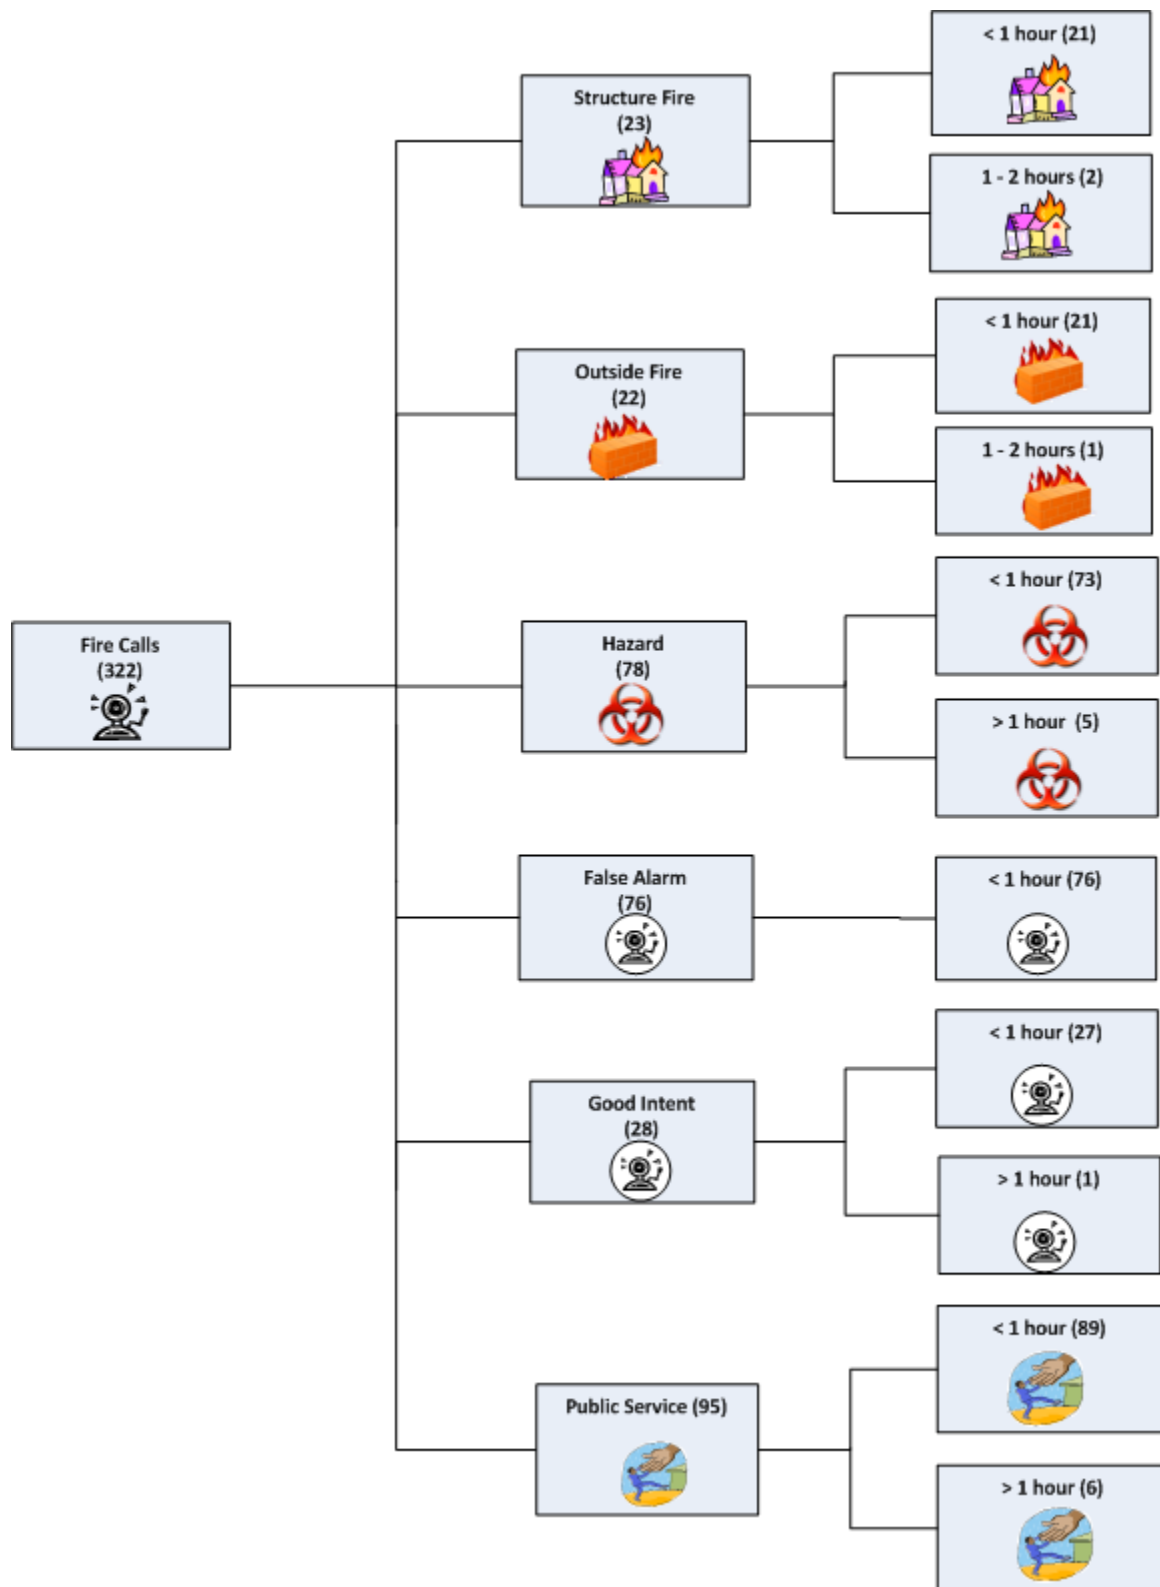 Fire Calls
(322)
Structure Fire
(23)
< 1 hour (21)
1 - 2 hours (2)
Outside Fire
(22)
< 1 hour (21)
1 - 2 hours (1)
Hazard
(78)
< 1 hour (73)
> 1 hour  (5)
False Alarm
(76)
< 1 hour (76)
Good Intent
(28)
< 1 hour (27)
> 1 hour (1)
Public Service (95)
< 1 hour (89)
> 1 hour (6)